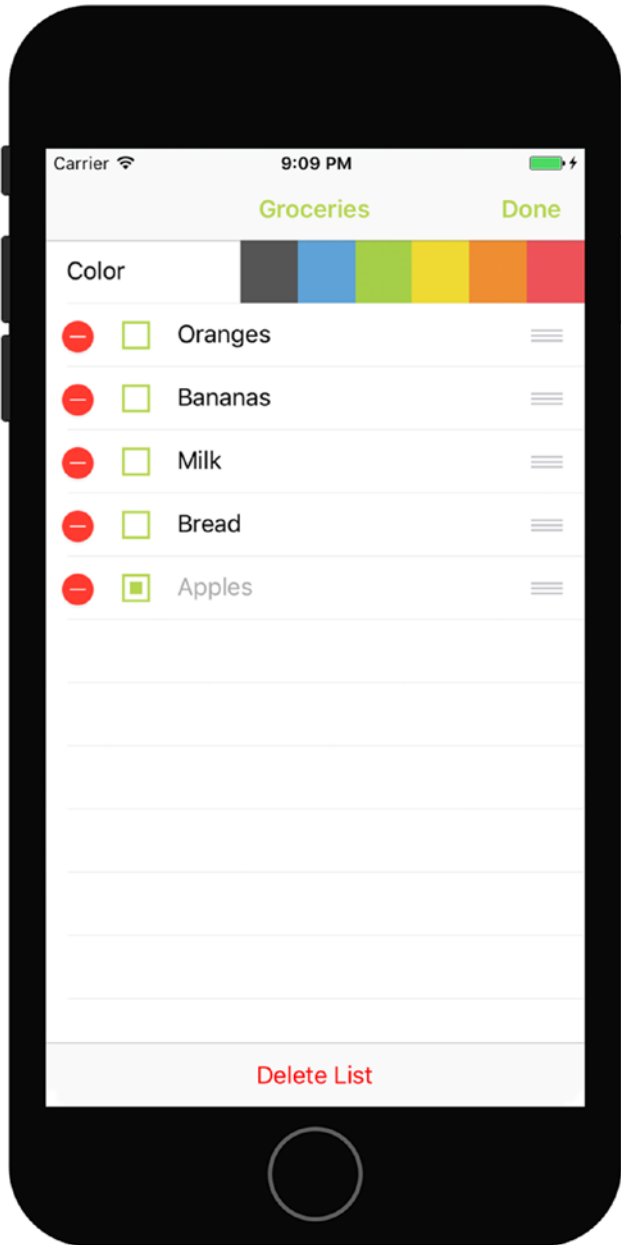 Carrier 9:09 PM
Groceries Done
Color
Oranges
Bananas
Milk
Bread
Apples
Delete List